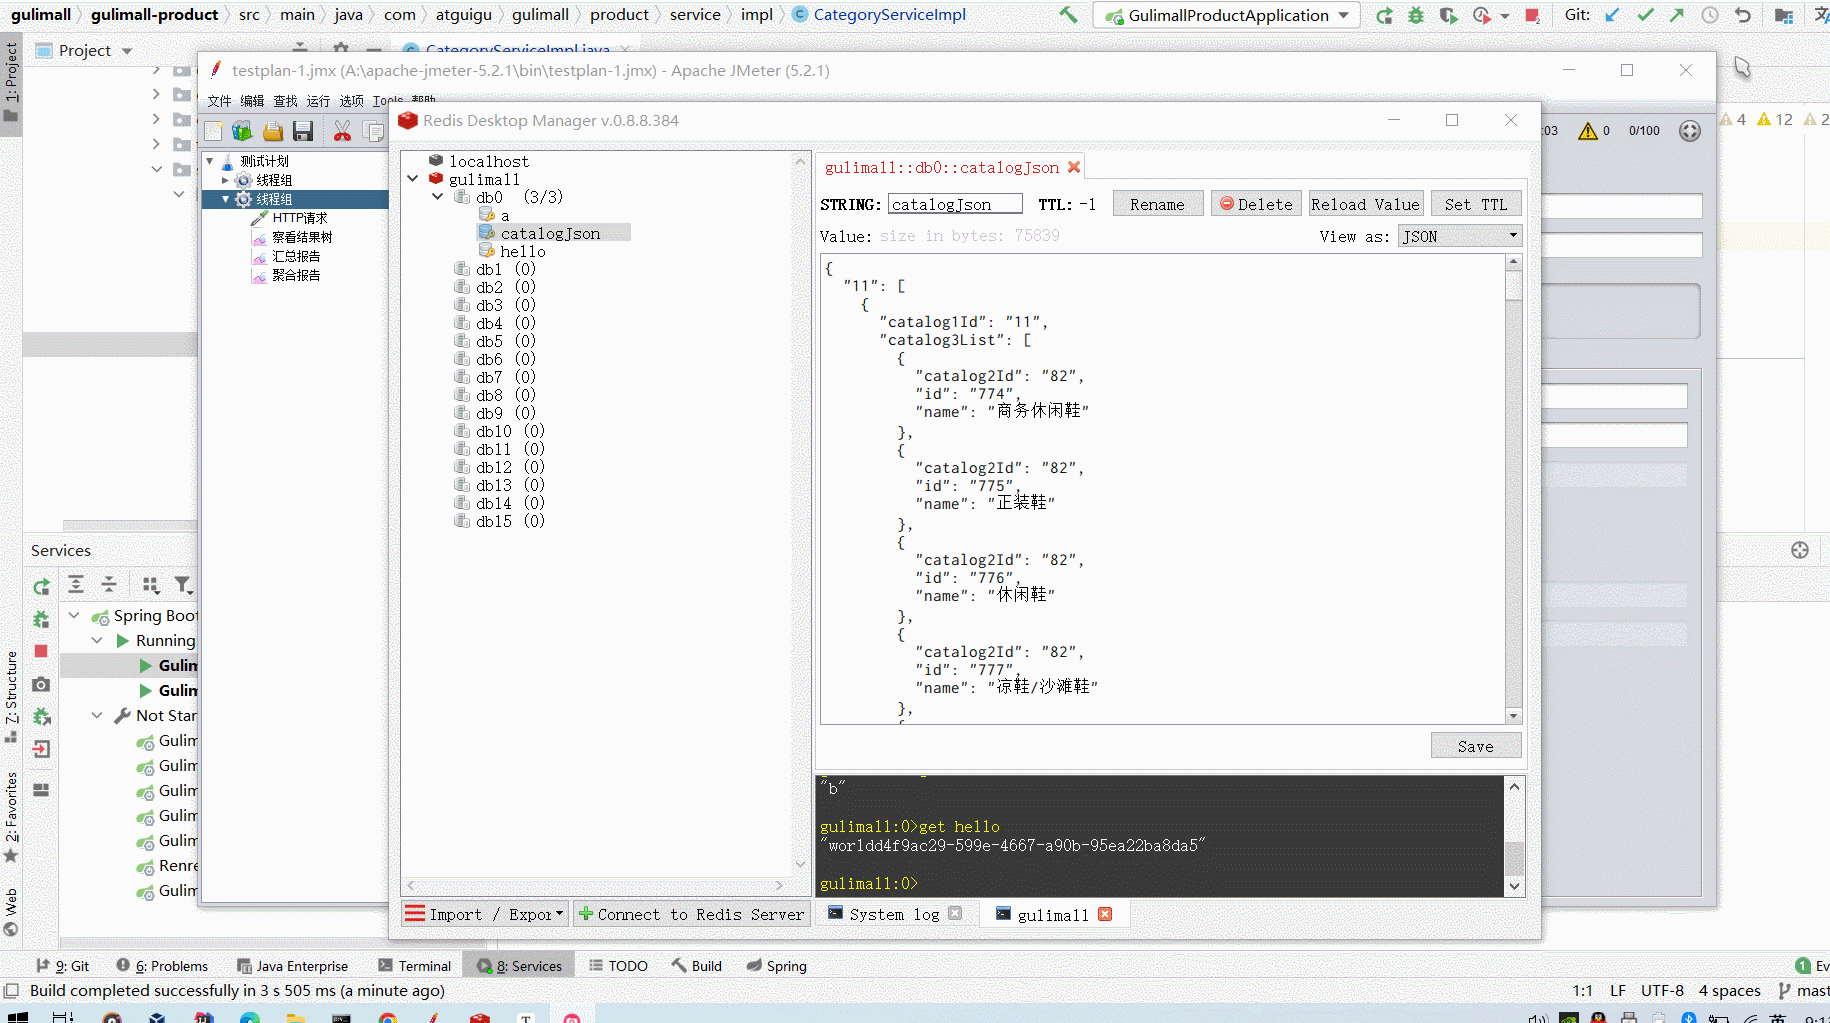 gulimall gulimall-product src main java com atguigu gulimall product service impl CategoryServiceImpl
GulimallProductApplication
Git:
Project
CategoryServiceImpl.java
1: Project
testplan-1.jmx (A:\apache-jmeter-5.2.1\bin\testplan-1.jmx) - Apache JMeter (5.2.1)
文件 编辑 查找 运行 选项 Tools 帮助
:03 0 0/100
4 12 2
测试计划
线程组
线程组
HTTP请求
察看结果树
汇总报告
聚合报告
Redis Desktop Manager v.0.8.8.384
localhost
gulimall
db0 (3/3)
a
catalogJson
hello
db1 (0)
db2 (0)
db3 (0)
db4 (0)
db5 (0)
db6 (0)
db7 (0)
db8 (0)
db9 (0)
db10 (0)
db11 (0)
db12 (0)
db13 (0)
db14 (0)
db15 (0)
Import / Expor
Connect to Redis Server
gulimall::db0::catalogJson
STRING: catalogJson TTL: -1 Rename Delete Reload Value Set TTL
Value: size in bytes: 75839 View as: JSON
{
"11": [
{
"catalog1Id": "11",
"catalog3List": [
{
"catalog2Id": "82",
"id": "774",
"name": "商务休闲鞋"
},
{
"catalog2Id": "82",
"id": "775",
"name": "正装鞋"
},
{
"catalog2Id": "82",
"id": "776",
"name": "休闲鞋"
},
{
"catalog2Id": "82",
"id": "777",
"name": "凉鞋/沙滩鞋"
},
Save
"b"
gulimall:0>get hello
"worldd4f9ac29-599e-4667-a90b-95ea22ba8da5"
gulimall:0>
System log gulimall
Services
Spring Boot
Running
Gulim
Gulim
Not Star
Gulim
Gulim
Gulim
Gulim
Gulim
Renre
Gulim
7: Structure
2: Favorites
Web
9: Git 6: Problems Java Enterprise Terminal 8: Services TODO Build Spring
1 Ev
Build completed successfully in 3 s 505 ms (a minute ago)
1:1 LF UTF-8 4 spaces mast
英